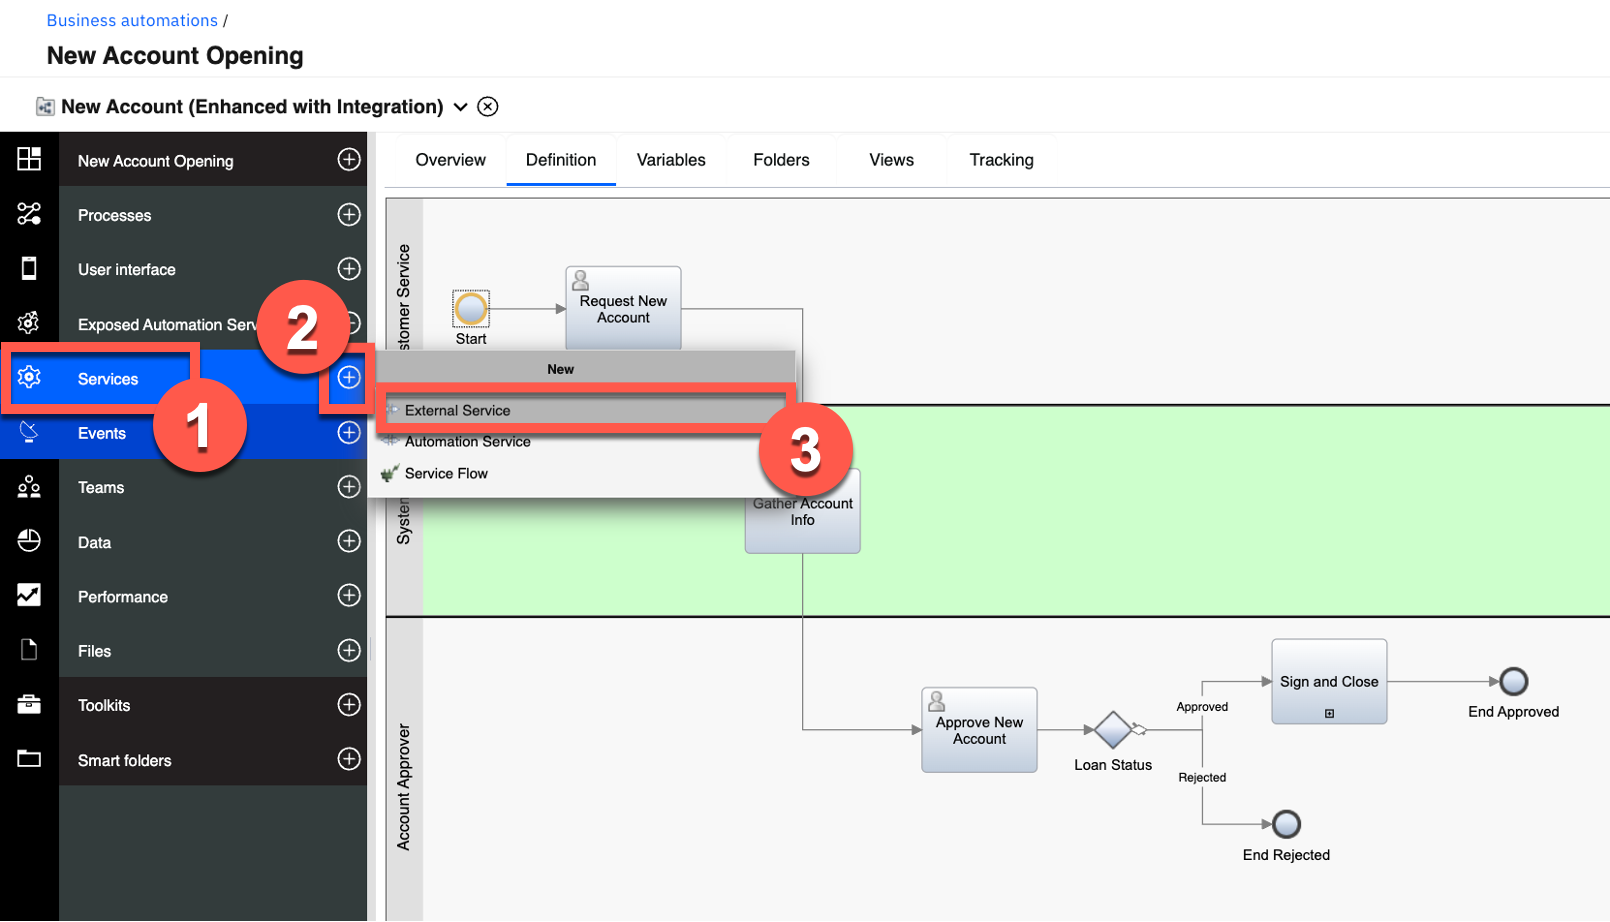 Business automations /
New Account Opening
New Account (Enhanced with Integration)
New Account Opening
Processes
User interface
Exposed Automation Serv
Services
Events
Teams
Data
Performance
Files
Toolkits
Smart folders
1
2
3
Overview
Definition
Variables
Folders
Views
Tracking
stomer Service
Start
Request New
Account
New
External Service
Automation Service
Service Flow
System
Gather Account
Info
Account Approver
Approve New
Account
Loan Status
Approved
Rejected
Sign and Close
End Approved
End Rejected